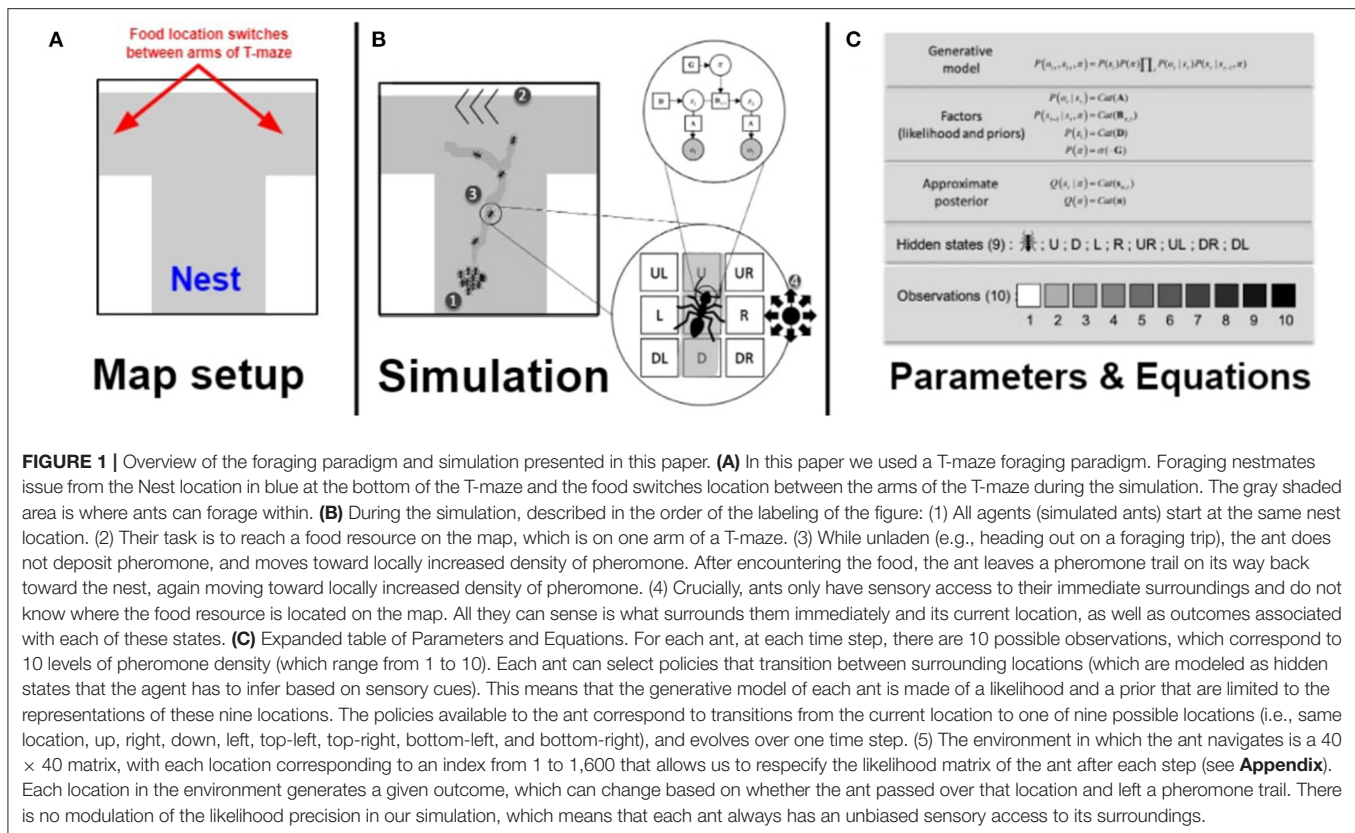 A
Food location switches
between arms of T-maze
Nest
Map setup
B
2
3
1
G
π
D
B
A
A
UL
U
UR
L
R
DL
D
DR
4
Simulation
C
Generative
model
Factors
(likelihood and priors)
Approximate
posterior
Hidden states (9) : ; U ; D ; L ; R ; UR ; UL ; DR ; DL
Observations (10) :
1 2 3 4 5 6 7 8 9 10
Parameters & Equations
FIGURE 1 | Overview of the foraging paradigm and simulation presented in this paper. (A) In this paper we used a T-maze foraging paradigm. Foraging nestmates
issue from the Nest location in blue at the bottom of the T-maze and the food switches location between the arms of the T-maze during the simulation. The gray shaded
area is where ants can forage within. (B) During the simulation, described in the order of the labeling of the figure: (1) All agents (simulated ants) start at the same nest
location. (2) Their task is to reach a food resource on the map, which is on one arm of a T-maze. (3) While unladen (e.g., heading out on a foraging trip), the ant does
not deposit pheromone, and moves toward locally increased density of pheromone. After encountering the food, the ant leaves a pheromone trail on its way back
toward the nest, again moving toward locally increased density of pheromone. (4) Crucially, ants only have sensory access to their immediate surroundings and do not
know where the food resource is located on the map. All they can sense is what surrounds them immediately and its current location, as well as outcomes associated
with each of these states. (C) Expanded table of Parameters and Equations. For each ant, at each time step, there are 10 possible observations, which correspond to
10 levels of pheromone density (which range from 1 to 10). Each ant can select policies that transition between surrounding locations (which are modeled as hidden
states that the agent has to infer based on sensory cues). This means that the generative model of each ant is made of a likelihood and a prior that are limited to the
representations of these nine locations. The policies available to the ant correspond to transitions from the current location to one of nine possible locations (i.e., same
location, up, right, down, left, top-left, top-right, bottom-left, and bottom-right), and evolves over one time step. (5) The environment in which the ant navigates is a 40
× 40 matrix, with each location corresponding to an index from 1 to 1,600 that allows us to respecify the likelihood matrix of the ant after each step (see Appendix).
Each location in the environment generates a given outcome, which can change based on whether the ant passed over that location and left a pheromone trail. There
is no modulation of the likelihood precision in our simulation, which means that each ant always has an unbiased sensory access to its surroundings.